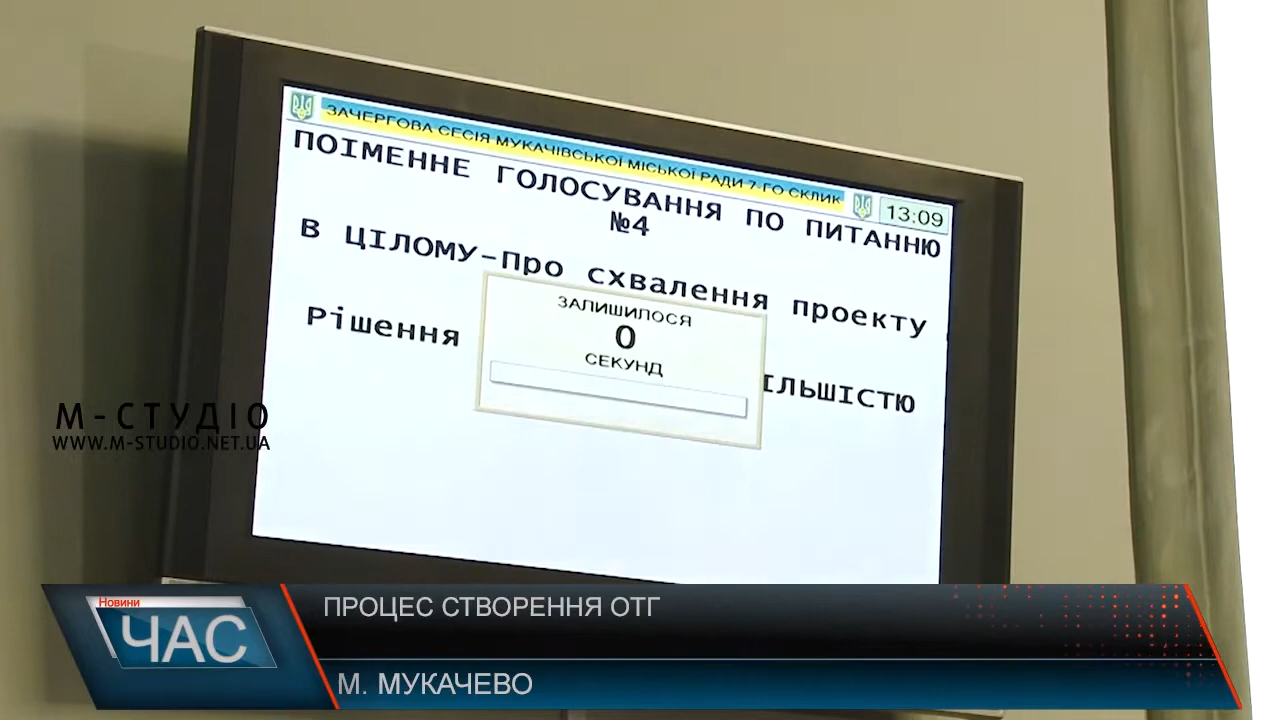 ЗАЧЕРГОВА СЕСІЯ МУКАЧІВСЬКОЇ МІСЬКОЇ РАДИ 7-ГО СКЛИК
13:09
ПОІМЕННЕ ГОЛОСУВАННЯ ПО ПИТАННЮ
№4
В ЦІЛОМУ-Про схвалення проекту
Рішення ІЛЬШІСТЮ
ЗАЛИШИЛОСЯ
0
СЕКУНД
М-СТУДІО
WWW.M-STUDIO.NET.UA
Новини
ЧАС
ПРОЦЕС СТВОРЕННЯ ОТГ
М. МУКАЧЕВО